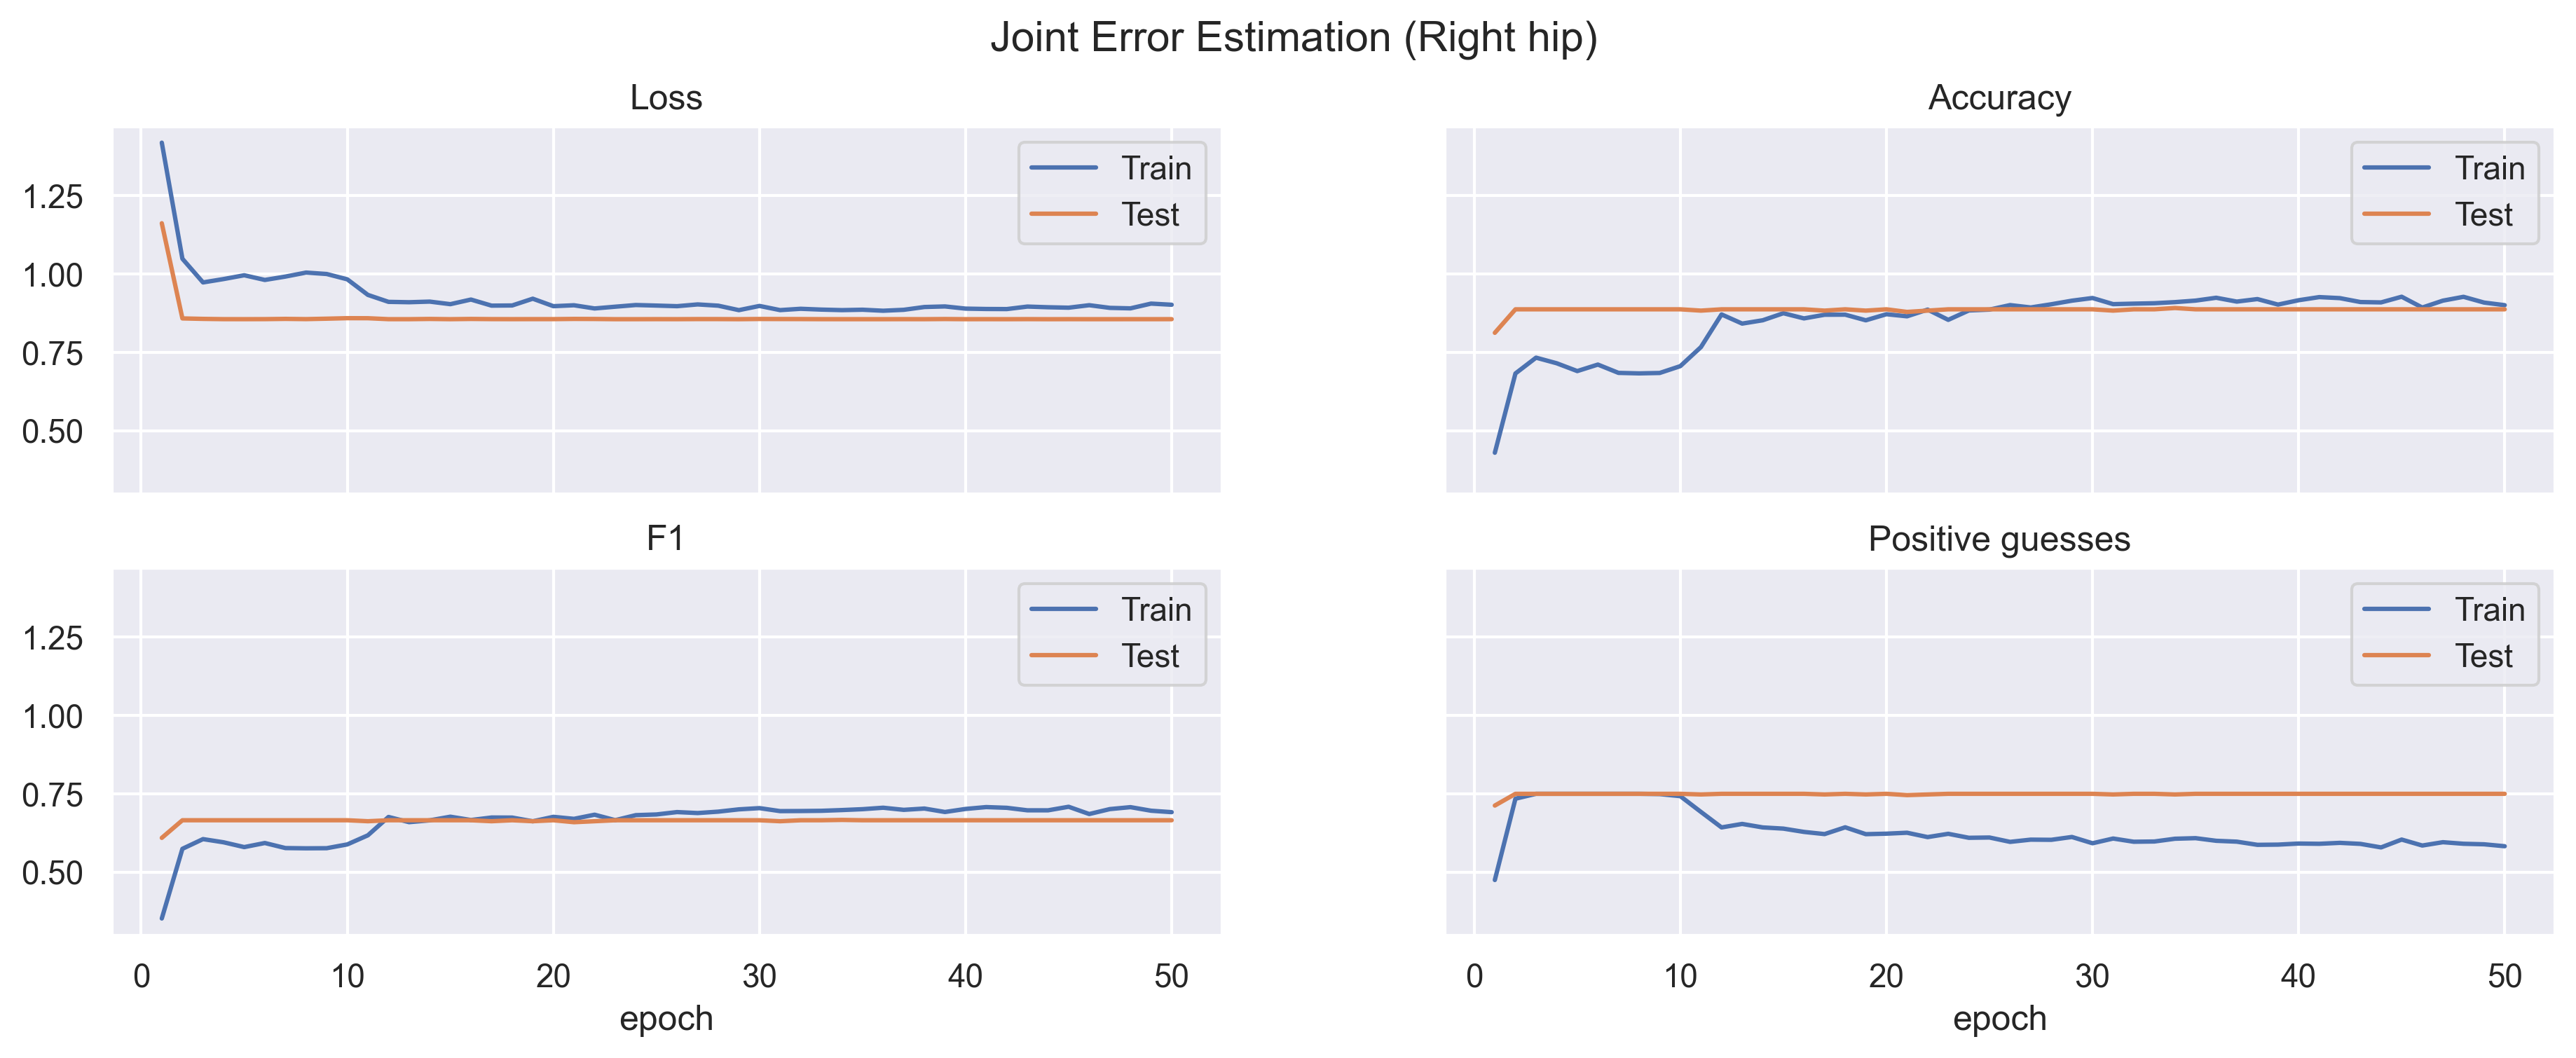 Joint Error Estimation (Right hip)
Loss
1.25
1.00
0.75
0.50
Train
Test
Accuracy
Train
Test
F1
1.25
1.00
0.75
0.50
Train
Test
0 10 20 30 40 50
epoch
Positive guesses
Train
Test
0 10 20 30 40 50
epoch